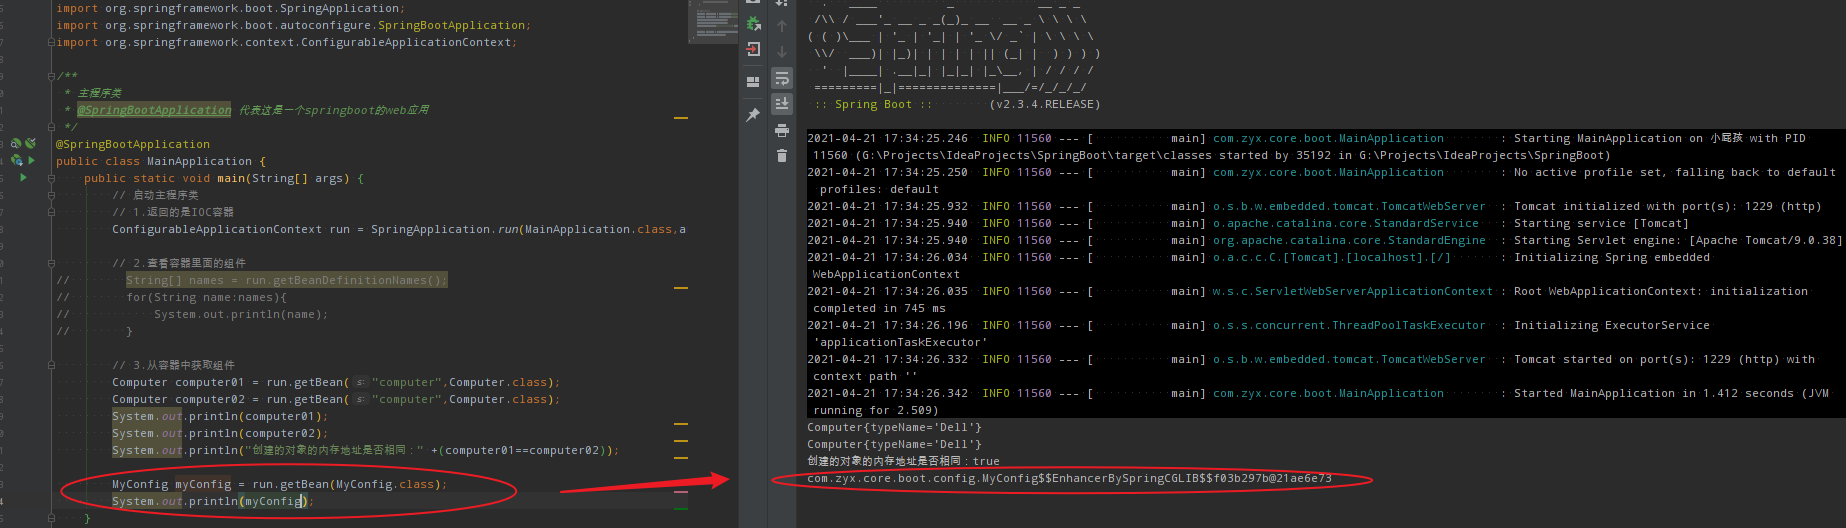 import org.springframework.boot.SpringApplication;
import org.springframework.boot.autoconfigure.SpringBootApplication;
import org.springframework.context.ConfigurableApplicationContext;
/**
 * 主程序类
 * @SpringBootApplication 代表这是一个springboot的web应用
 */
@SpringBootApplication
public class MainApplication {
public static void main(String[] args) {
// 启动主程序类
// 1.返回的是IOC容器
ConfigurableApplicationContext run = SpringApplication.run(MainApplication.class,a
// 2.查看容器里面的组件
// String[] names = run.getBeanDefinitionNames();
// for(String name:names){
// System.out.println(name);
// }
// 3.从容器中获取组件
Computer computer01 = run.getBean( s: "computer",Computer.class);
Computer computer02 = run.getBean( s: "computer",Computer.class);
System.out.println(computer01);
System.out.println(computer02);
System.out.println("创建的对象的内存地址是否相同：" +(computer01==computer02));
MyConfig myConfig = run.getBean(MyConfig.class);
System.out.println(myConfig);
}
 /\\ / ___'_ __ _ _(_)_ __  __ _ \ \ \ \
( ( )\___ | '_ | '_| | '_ \/ _` | \ \ \ \
 \\/  ___)| |_)| | | | | || (_| |  ) ) ) )
  '  |____| .__|_| |_|_| |_\__, | / / / /
 =========|_|==============|___/=/_/_/_/
 :: Spring Boot ::        (v2.3.4.RELEASE)
2021-04-21 17:34:25.246  INFO 11560 --- [           main] com.zyx.core.boot.MainApplication        : Starting MainApplication on 小屁孩 with PID
11560 (G:\Projects\IdeaProjects\SpringBoot\target\classes started by 35192 in G:\Projects\IdeaProjects\SpringBoot)
2021-04-21 17:34:25.250  INFO 11560 --- [           main] com.zyx.core.boot.MainApplication        : No active profile set, falling back to default
profiles: default
2021-04-21 17:34:25.932  INFO 11560 --- [           main] o.s.b.w.embedded.tomcat.TomcatWebServer  : Tomcat initialized with port(s): 1229 (http)
2021-04-21 17:34:25.940  INFO 11560 --- [           main] o.apache.catalina.core.StandardService   : Starting service [Tomcat]
2021-04-21 17:34:25.940  INFO 11560 --- [           main] org.apache.catalina.core.StandardEngine  : Starting Servlet engine: [Apache Tomcat/9.0.38]
2021-04-21 17:34:26.034  INFO 11560 --- [           main] o.a.c.c.C.[Tomcat].[localhost].[/]       : Initializing Spring embedded
WebApplicationContext
2021-04-21 17:34:26.035  INFO 11560 --- [           main] w.s.c.ServletWebServerApplicationContext : Root WebApplicationContext: initialization
completed in 745 ms
2021-04-21 17:34:26.196  INFO 11560 --- [           main] o.s.s.concurrent.ThreadPoolTaskExecutor  : Initializing ExecutorService
'applicationTaskExecutor'
2021-04-21 17:34:26.332  INFO 11560 --- [           main] o.s.b.w.embedded.tomcat.TomcatWebServer  : Tomcat started on port(s): 1229 (http) with
context path ''
2021-04-21 17:34:26.342  INFO 11560 --- [           main] com.zyx.core.boot.MainApplication        : Started MainApplication in 1.412 seconds (JVM
running for 2.509)
Computer{typeName='Dell'}
Computer{typeName='Dell'}
创建的对象的内存地址是否相同：true
com.zyx.core.boot.config.MyConfig$$EnhancerBySpringCGLIB$$f03b297b@21ae6e73